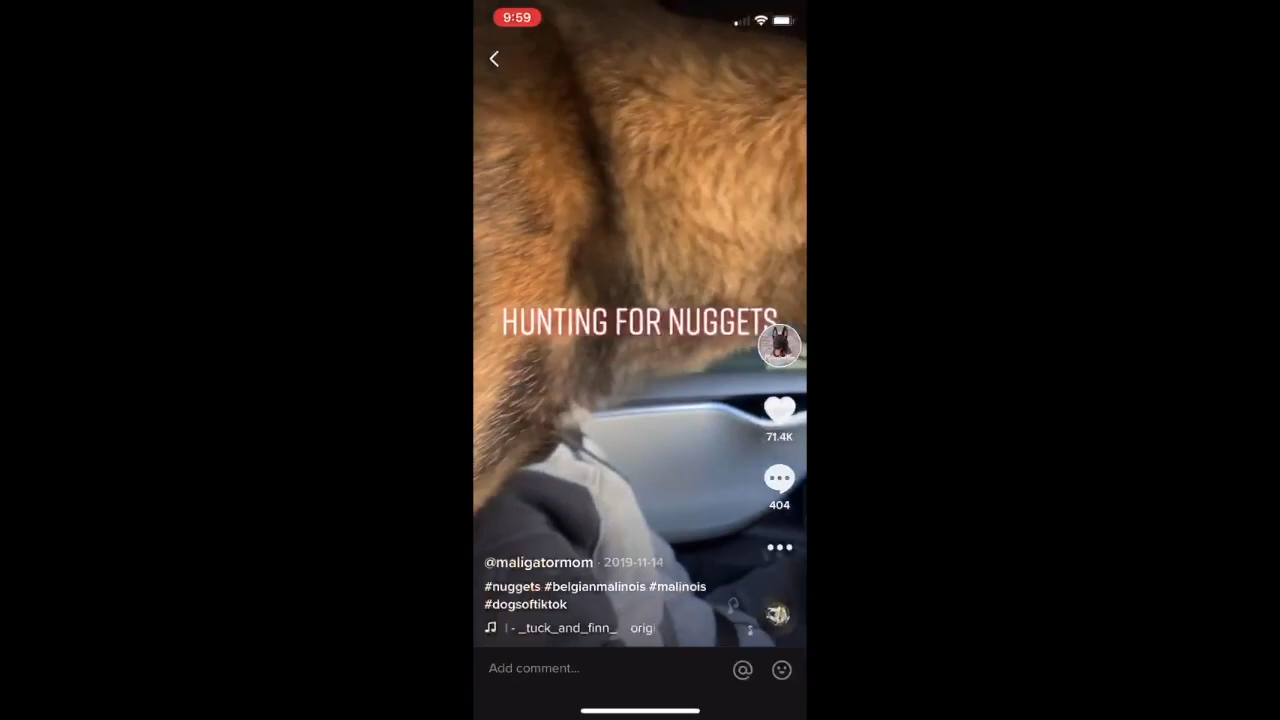 9:59
HUNTING FOR NUGGETS
71.4K
404
@maligatormom · 2019-11-14
#nuggets #belgianmalinois #malinois
#dogsoftiktok
l - _tuck_and_finn_ origi
Add comment...